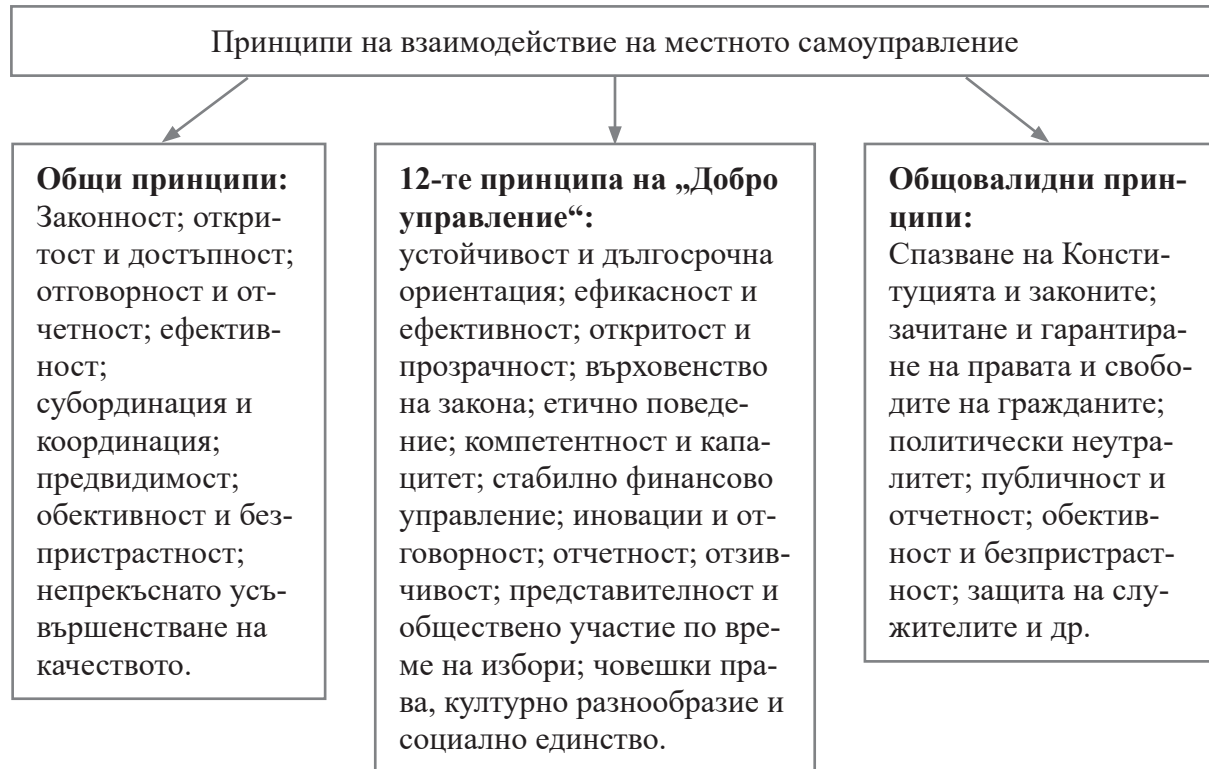 Принципи на взаимодействие на местното самоуправление
Общи принципи:
Законност; откри-
тост и достъпност;
отговорност и от-
четност; ефектив-
ност;
субординация и
координация;
предвидимост;
обективност и без-
пристрастност;
непрекъснато усъ-
вършенстване на
качеството.
12-те принципа на „Добро
управление“:
устойчивост и дългосрочна
ориентация; ефикасност и
ефективност; откритост и
прозрачност; върховенство
на закона; етично поведе-
ние; компетентност и капа-
цитет; стабилно финансово
управление; иновации и от-
говорност; отчетност; отзив-
чивост; представителност и
обществено участие по вре-
ме на избори; човешки пра-
ва, културно разнообразие и
социално единство.
Общовалидни прин-
ципи:
Спазване на Консти-
туцията и законите;
зачитане и гарантира-
не на правата и свобо-
дите на гражданите;
политически неутра-
литет; публичност и
отчетност; обектив-
ност и безпристраст-
ност; защита на слу-
жителите и др.